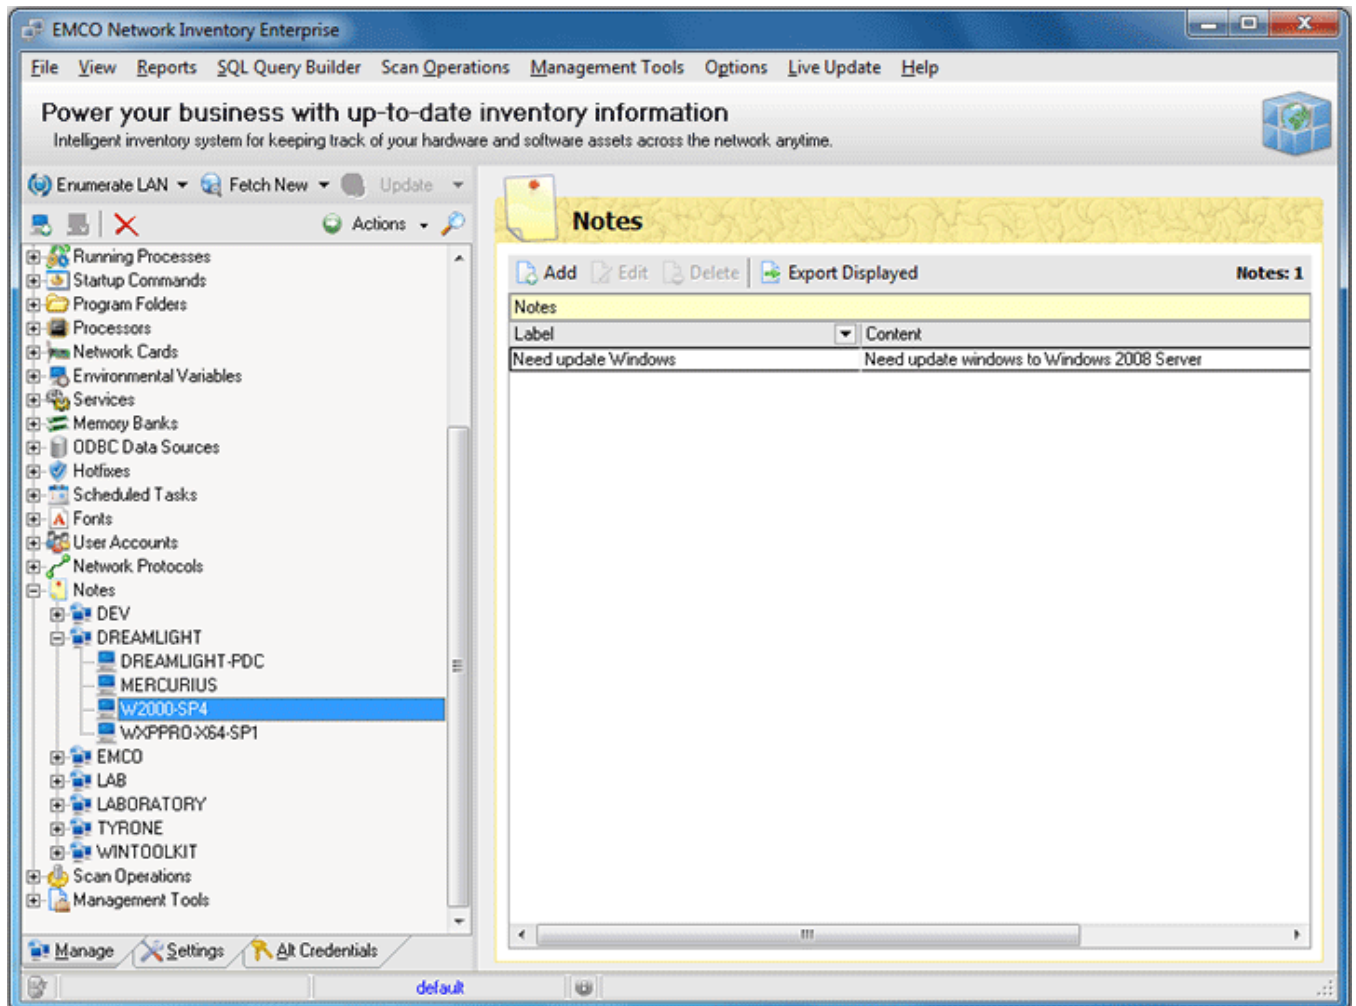 EMCO Network Inventory Enterprise
File View Reports SQL Query Builder Scan Operations Management Tools Options Live Update Help
Power your business with up-to-date inventory information
Intelligent inventory system for keeping track of your hardware and software assets across the network anytime.
Enumerate LAN Fetch New Update
Actions
Running Processes
Startup Commands
Program Folders
Processors
Network Cards
Environmental Variables
Services
Memory Banks
ODBC Data Sources
Hotfixes
Scheduled Tasks
Fonts
User Accounts
Network Protocols
Notes
DEV
DREAMLIGHT
DREAMLIGHT-PDC
MERCURIUS
W2000-SP4
WXPPRO-X64-SP1
EMCO
LAB
LABORATORY
TYRONE
WINTOOLKIT
Scan Operations
Management Tools
Manage Settings Alt Credentials
Notes
Add Edit Delete Export Displayed Notes: 1
Notes
Label Content
Need update Windows Need update windows to Windows 2008 Server
default